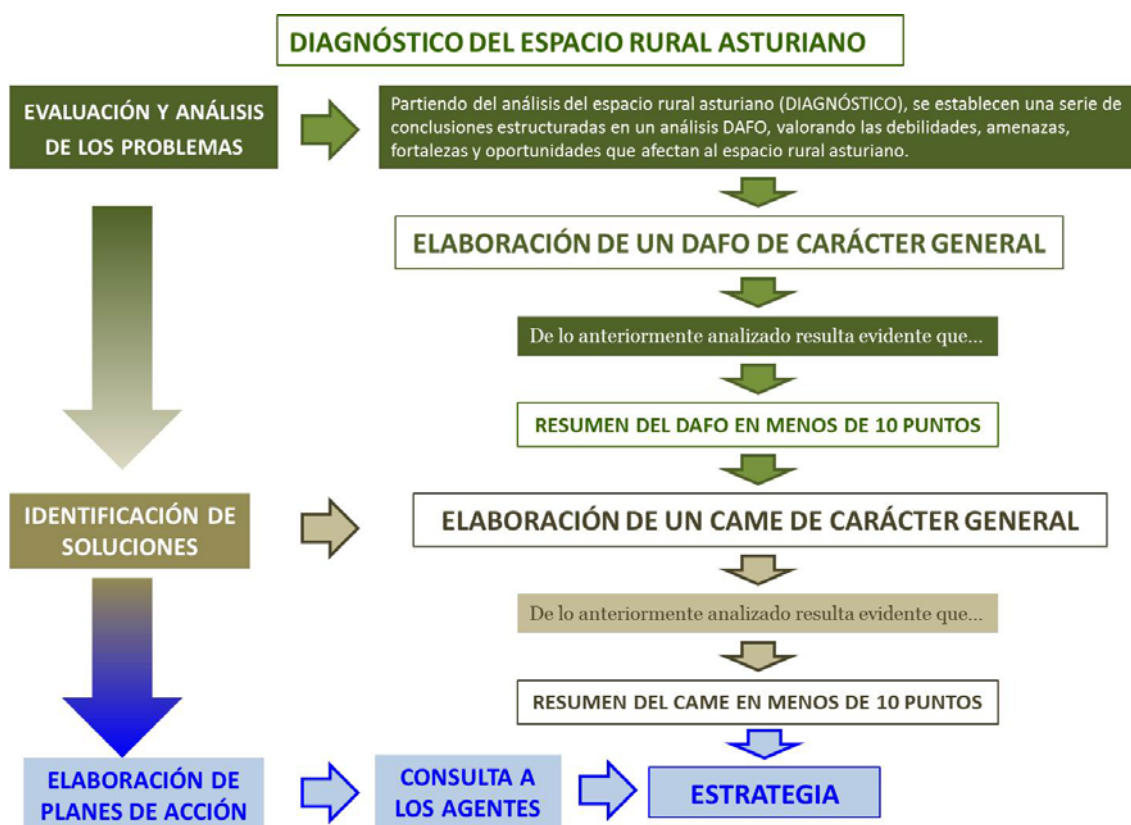 DIAGNÓSTICO DEL ESPACIO RURAL ASTURIANO
EVALUACIÓN Y ANÁLISIS
DE LOS PROBLEMAS
Partiendo del análisis del espacio rural asturiano (DIAGNÓSTICO), se establecen una serie de
conclusiones estructuradas en un análisis DAFO, valorando las debilidades, amenazas,
fortalezas y oportunidades que afectan al espacio rural asturiano.
ELABORACIÓN DE UN DAFO DE CARÁCTER GENERAL
De lo anteriormente analizado resulta evidente que...
RESUMEN DEL DAFO EN MENOS DE 10 PUNTOS
IDENTIFICACIÓN DE
SOLUCIONES
ELABORACIÓN DE UN CAME DE CARÁCTER GENERAL
De lo anteriormente analizado resulta evidente que...
RESUMEN DEL CAME EN MENOS DE 10 PUNTOS
ELABORACIÓN DE
PLANES DE ACCIÓN
CONSULTA A
LOS AGENTES
ESTRATEGIA